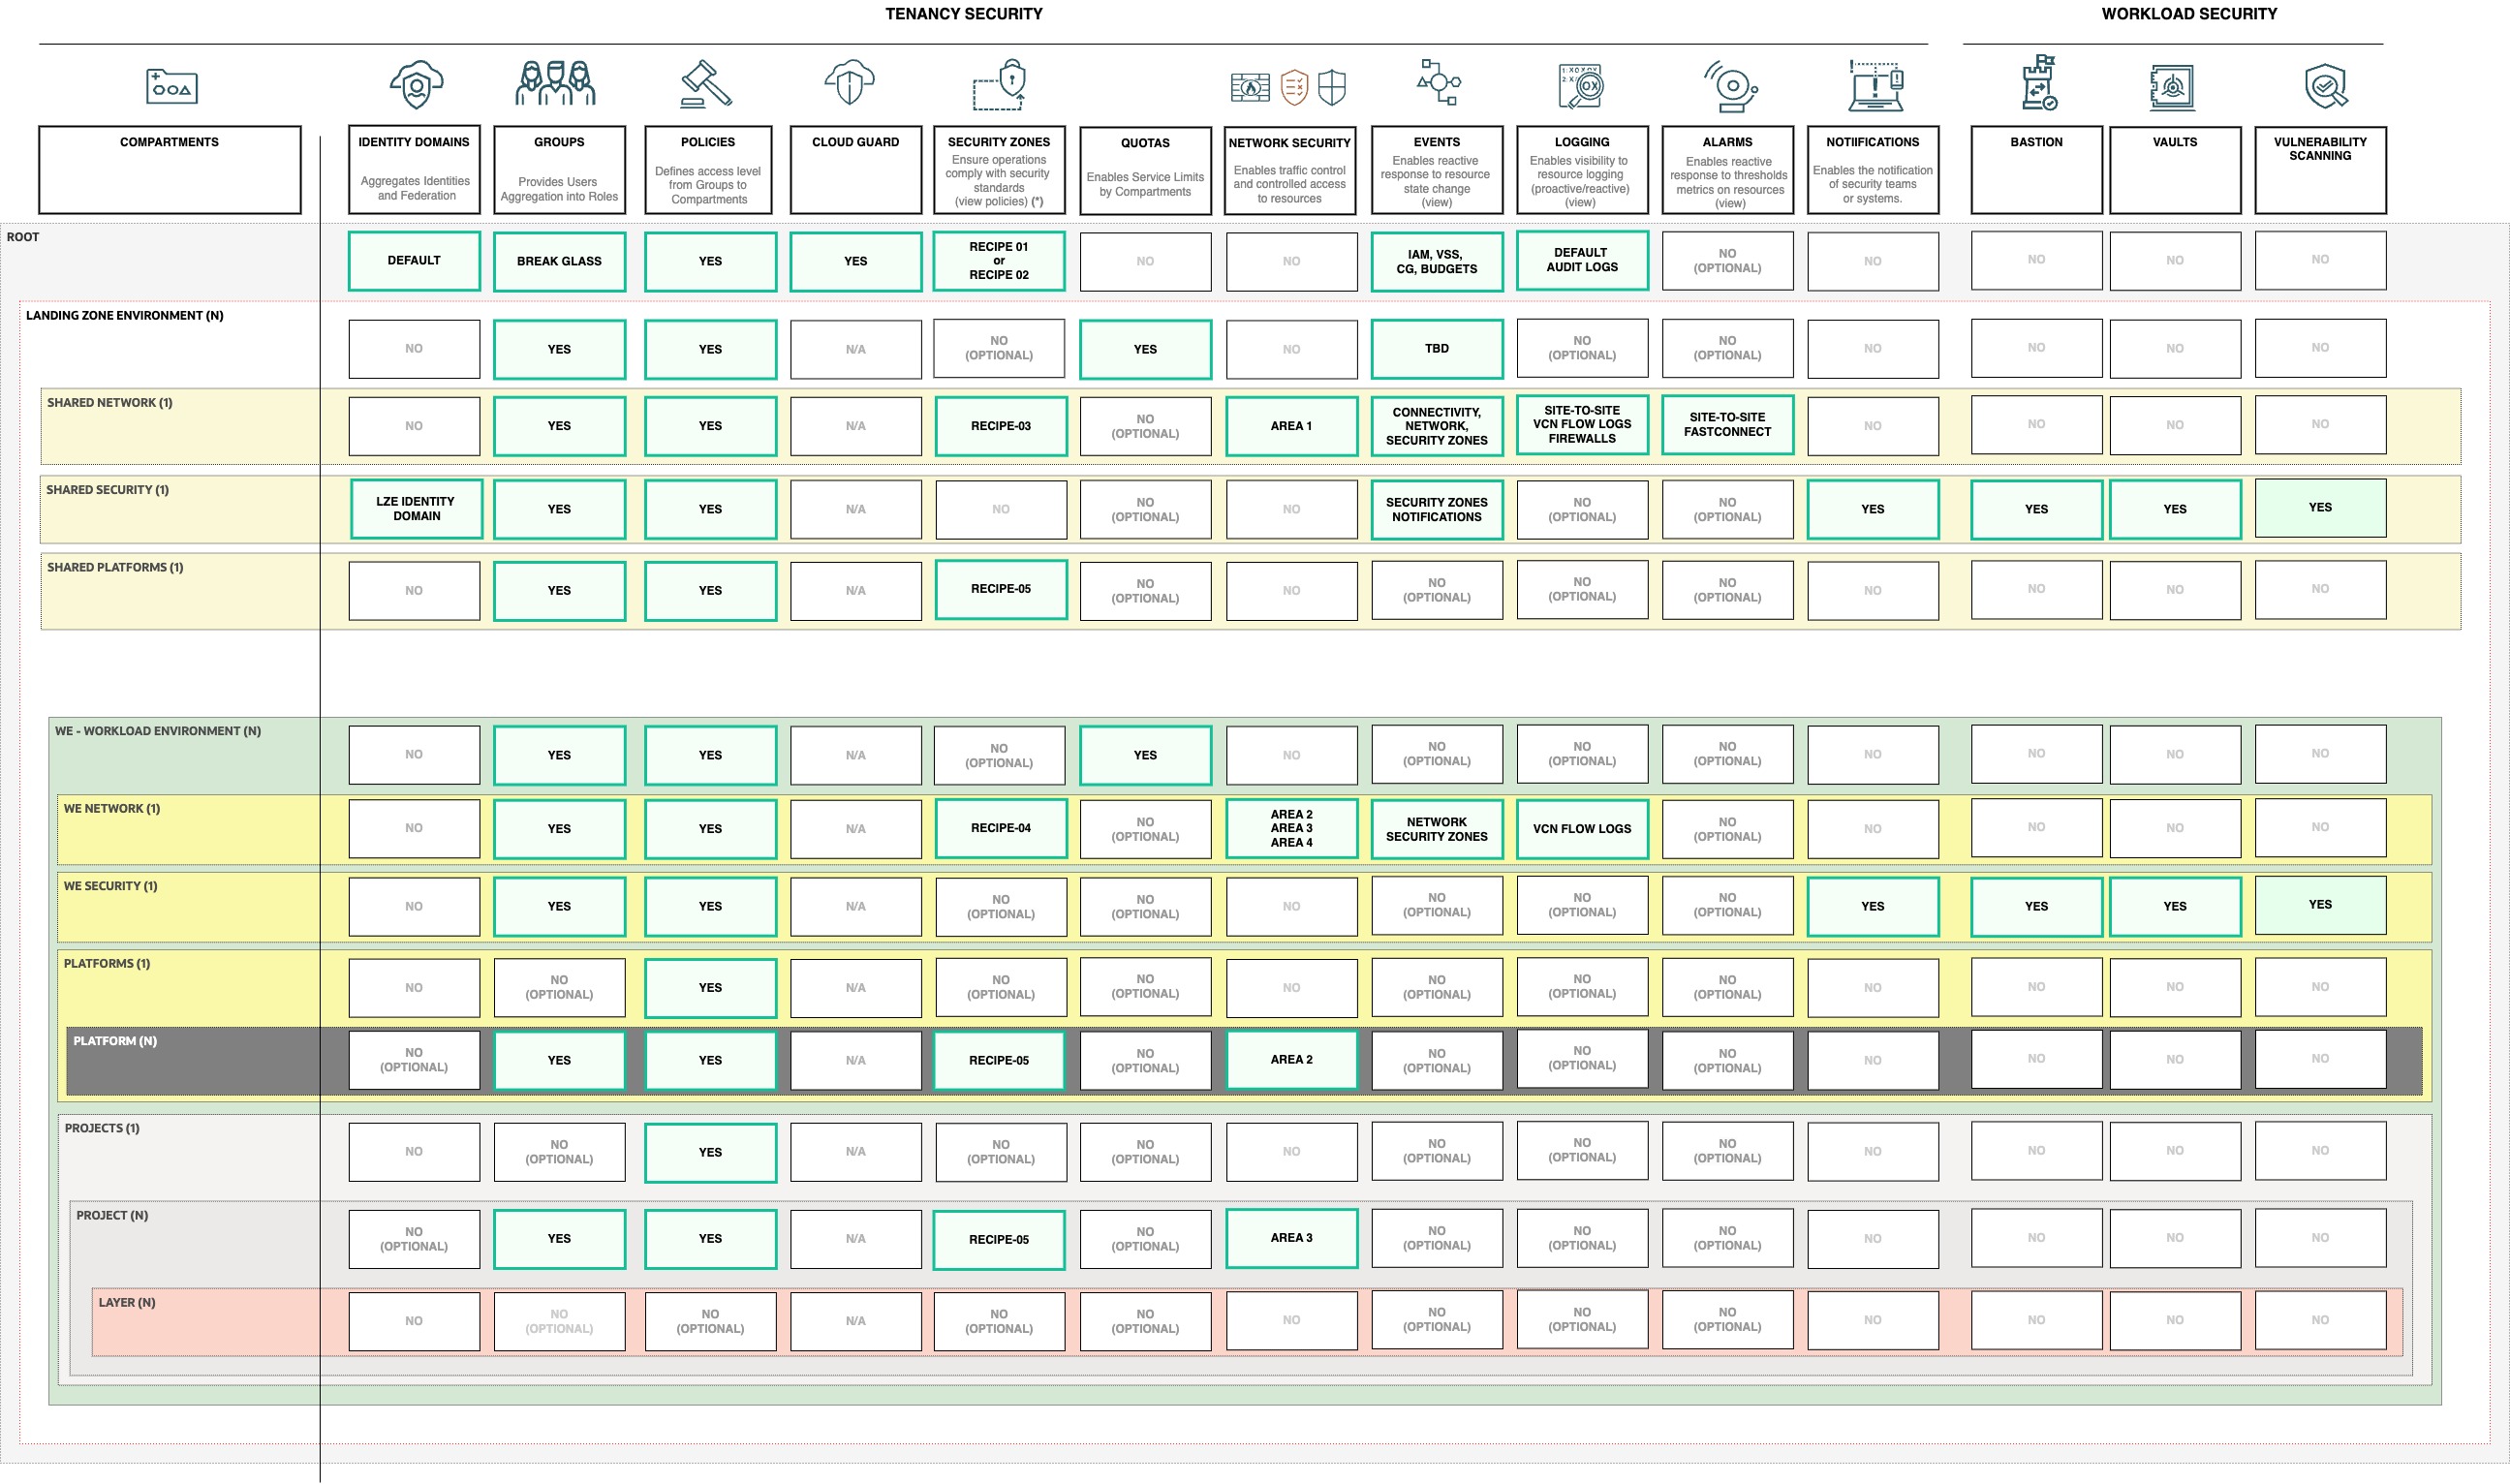 TENANCY SECURITY
WORKLOAD SECURITY
1: XOXOX
2: X
OX
COMPARTMENTS
IDENTITY DOMAINS
Aggregates Identities
and Federation
GROUPS
Provides Users
Aggregation into Roles
POLICIES
Defines access level
from Groups to
Compartments
CLOUD GUARD
SECURITY ZONES
Ensure operations
comply with security
standards
(view policies) (*)
QUOTAS
Enables Service Limits
by Compartments
NETWORK SECURITY
Enables traffic control
and controlled access
to resources
EVENTS
Enables reactive
response to resource
state change
(view)
LOGGING
Enables visibility to
resource logging
(proactive/reactive)
(view)
ALARMS
Enables reactive
response to thresholds
metrics on resources
(view)
NOTIIFICATIONS
Enables the notification
of security teams
or systems.
BASTION
VAULTS
VULNERABILITY
SCANNING
ROOT
DEFAULT
BREAK GLASS
YES
YES
RECIPE 01
or
RECIPE 02
NO
NO
IAM, VSS,
CG, BUDGETS
DEFAULT
AUDIT LOGS
NO
(OPTIONAL)
NO
NO
NO
NO
LANDING ZONE ENVIRONMENT (N)
NO
YES
YES
N/A
NO
(OPTIONAL)
YES
NO
TBD
NO
(OPTIONAL)
NO
(OPTIONAL)
NO
NO
NO
NO
SHARED NETWORK (1)
NO
YES
YES
N/A
RECIPE-03
NO
(OPTIONAL)
AREA 1
CONNECTIVITY,
NETWORK,
SECURITY ZONES
SITE-TO-SITE
VCN FLOW LOGS
FIREWALLS
SITE-TO-SITE
FASTCONNECT
NO
NO
NO
NO
SHARED SECURITY (1)
LZE IDENTITY
DOMAIN
YES
YES
N/A
NO
NO
(OPTIONAL)
NO
SECURITY ZONES
NOTIFICATIONS
NO
(OPTIONAL)
NO
(OPTIONAL)
YES
YES
YES
YES
SHARED PLATFORMS (1)
NO
YES
YES
N/A
RECIPE-05
NO
(OPTIONAL)
NO
NO
(OPTIONAL)
NO
(OPTIONAL)
NO
(OPTIONAL)
NO
NO
NO
NO
WE - WORKLOAD ENVIRONMENT (N)
NO
YES
YES
N/A
NO
(OPTIONAL)
YES
NO
NO
(OPTIONAL)
NO
(OPTIONAL)
NO
(OPTIONAL)
NO
NO
NO
NO
WE NETWORK (1)
NO
YES
YES
N/A
RECIPE-04
NO
(OPTIONAL)
AREA 2
AREA 3
AREA 4
NETWORK
SECURITY ZONES
VCN FLOW LOGS
NO
(OPTIONAL)
NO
NO
NO
NO
WE SECURITY (1)
NO
YES
YES
N/A
NO
(OPTIONAL)
NO
(OPTIONAL)
NO
NO
(OPTIONAL)
NO
(OPTIONAL)
NO
(OPTIONAL)
YES
YES
YES
YES
PLATFORMS (1)
NO
NO
(OPTIONAL)
YES
N/A
NO
(OPTIONAL)
NO
(OPTIONAL)
NO
NO
(OPTIONAL)
NO
(OPTIONAL)
NO
(OPTIONAL)
NO
NO
NO
NO
PLATFORM (N)
NO
(OPTIONAL)
YES
YES
N/A
RECIPE-05
NO
(OPTIONAL)
AREA 2
NO
(OPTIONAL)
NO
(OPTIONAL)
NO
(OPTIONAL)
NO
NO
NO
NO
PROJECTS (1)
NO
NO
(OPTIONAL)
YES
N/A
NO
(OPTIONAL)
NO
(OPTIONAL)
NO
NO
(OPTIONAL)
NO
(OPTIONAL)
NO
(OPTIONAL)
NO
NO
NO
NO
PROJECT (N)
NO
(OPTIONAL)
YES
YES
N/A
RECIPE-05
NO
(OPTIONAL)
AREA 3
NO
(OPTIONAL)
NO
(OPTIONAL)
NO
(OPTIONAL)
NO
NO
NO
NO
LAYER (N)
NO
NO
(OPTIONAL)
NO
(OPTIONAL)
N/A
NO
(OPTIONAL)
NO
(OPTIONAL)
NO
NO
(OPTIONAL)
NO
(OPTIONAL)
NO
(OPTIONAL)
NO
NO
NO
NO